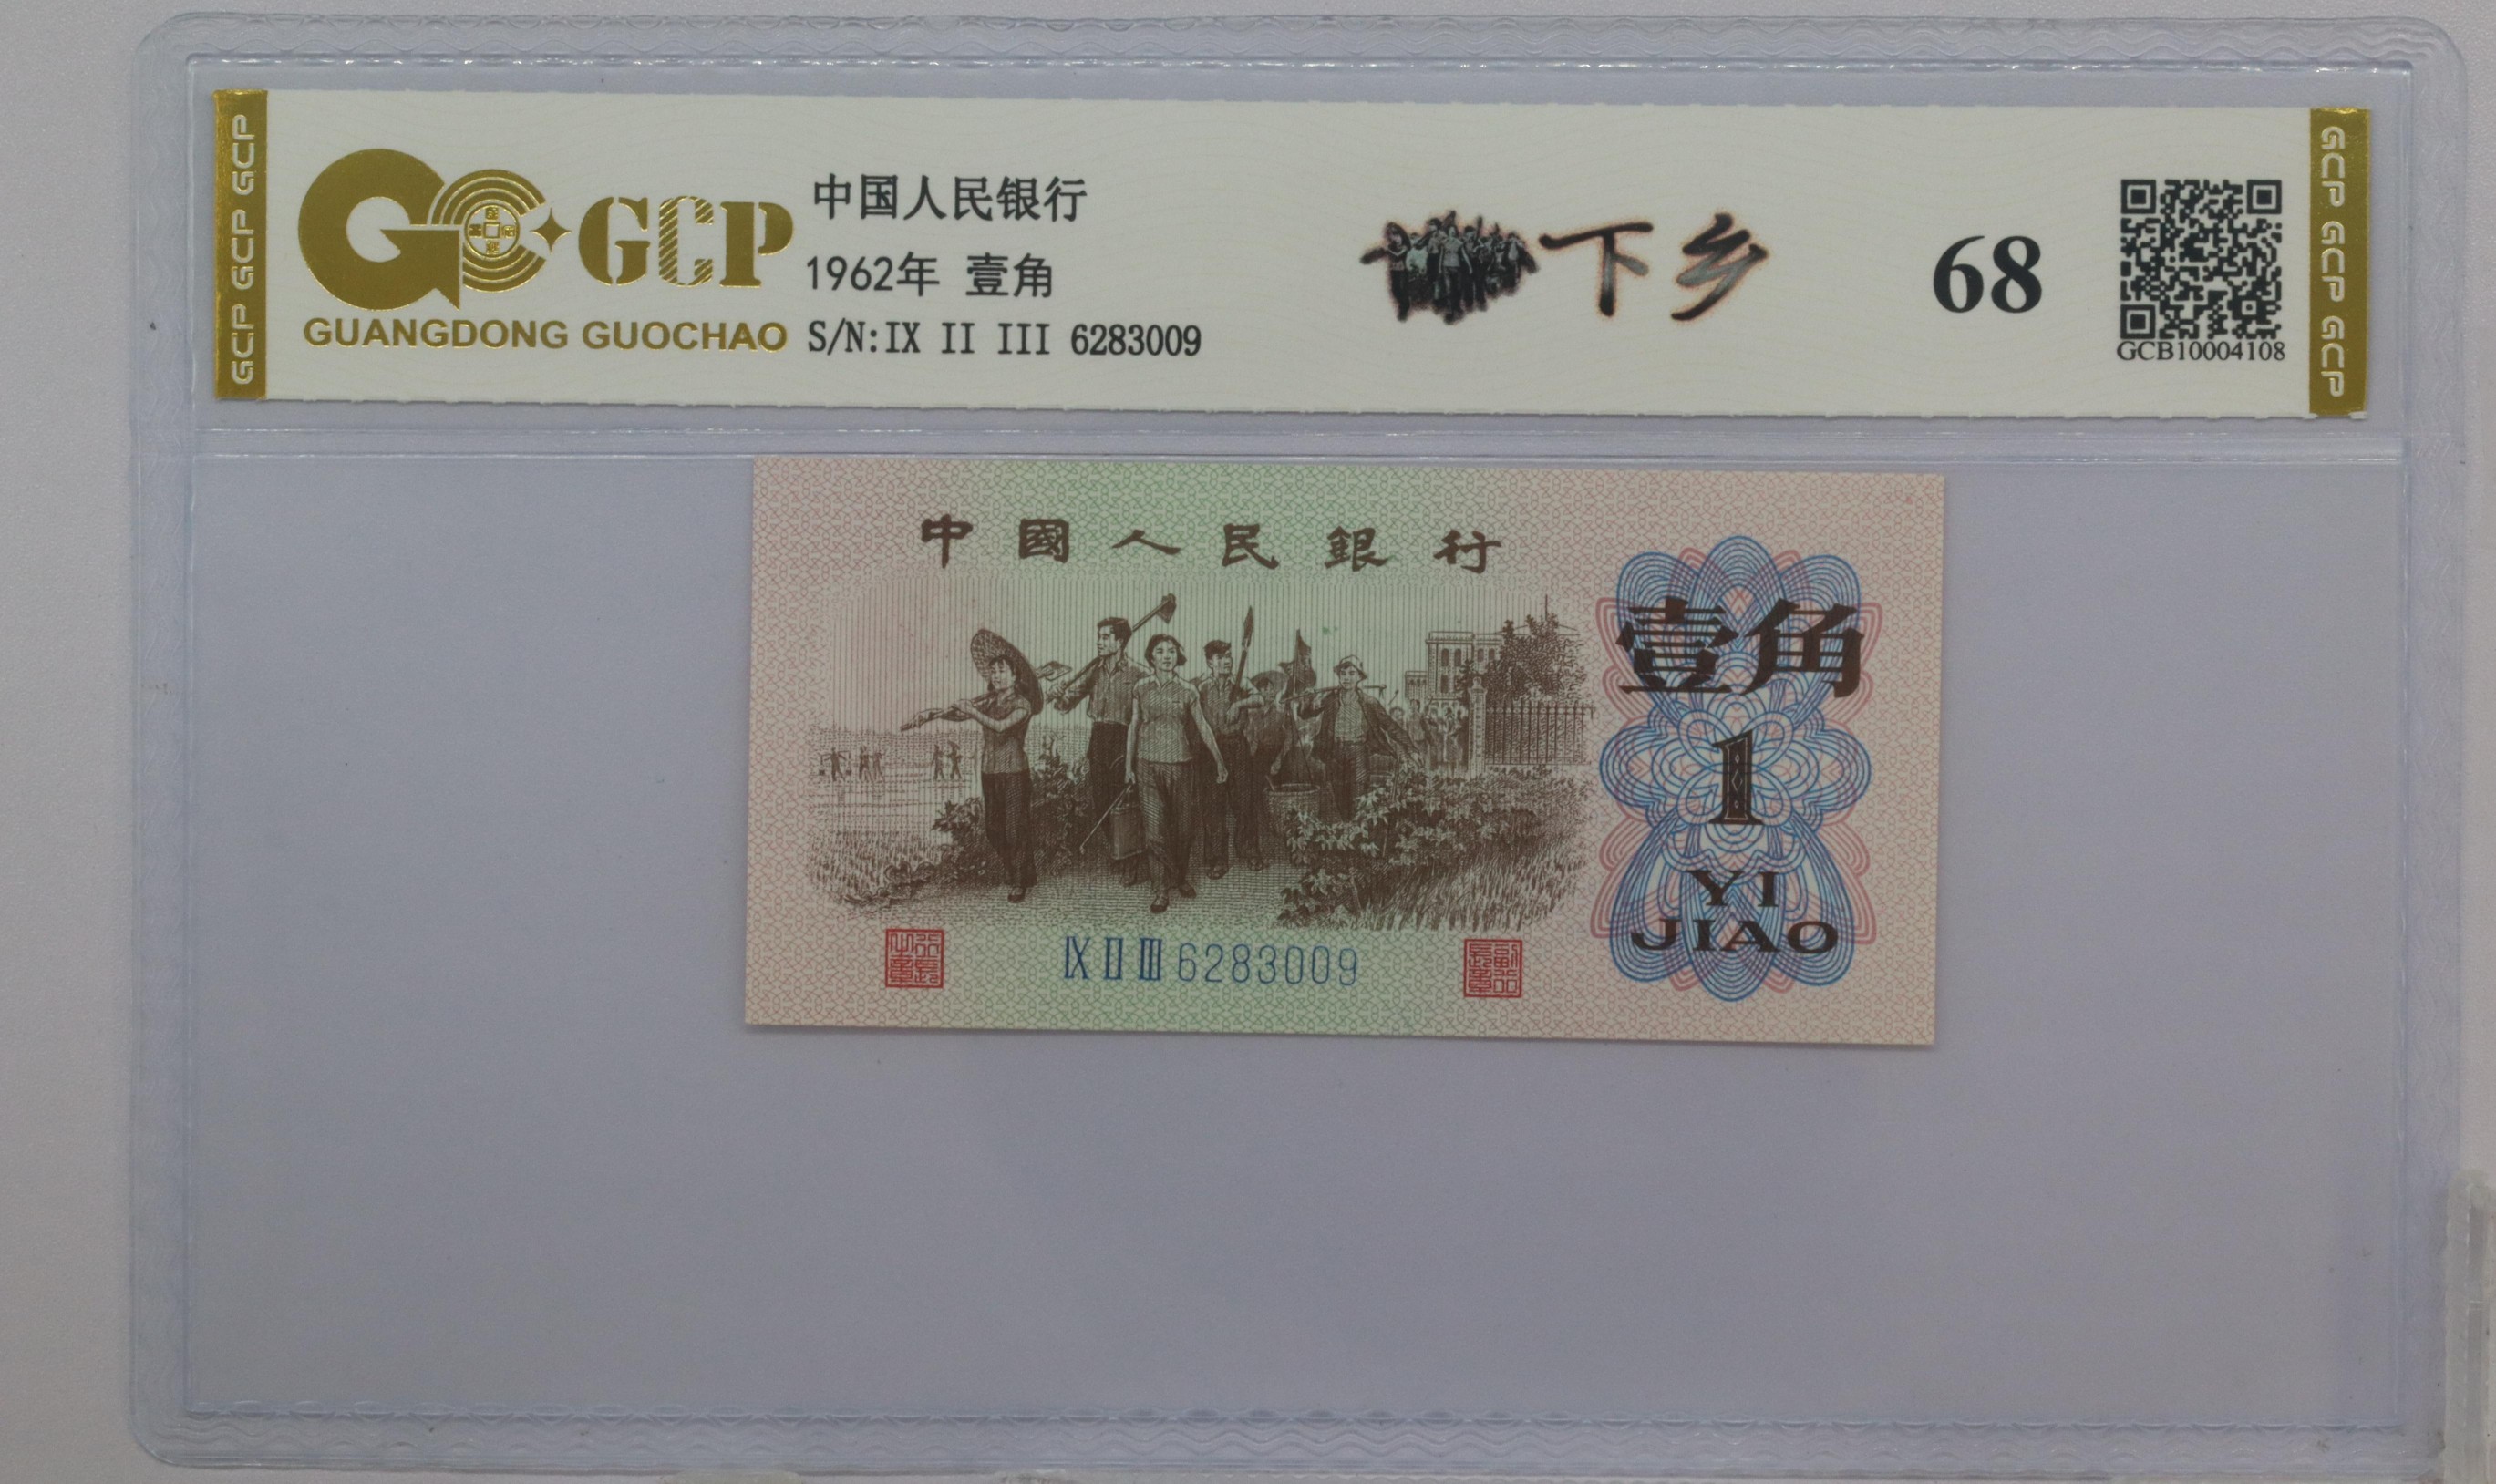 GCP GCP GCP
GCP
GUANGDONG GUOCHAO
中国人民银行
1962年 壹角
S/N:IX II III 6283009
下乡
68
GCB10004108
GCP GCP GCP
中國人民銀行
壹角
1
YI
JIAO
IX II III 6283009